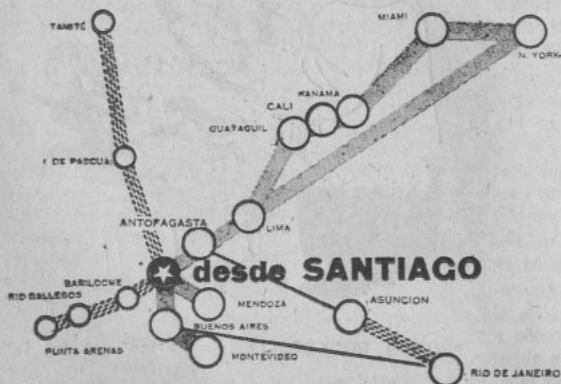 MIAMI
TAHITÍ
N. YORK
PANAMA
CALI
GUAYAQUIL
I. DE PASCUA
ANTOFAGASTA
LIMA
desde SANTIAGO
BARILOCHE
RIO GALLEGOS
MENDOZA
ASUNCION
BUENOS AIRES
PUNTA ARENAS
MONTEVIDEO
RIO DE JANEIRO